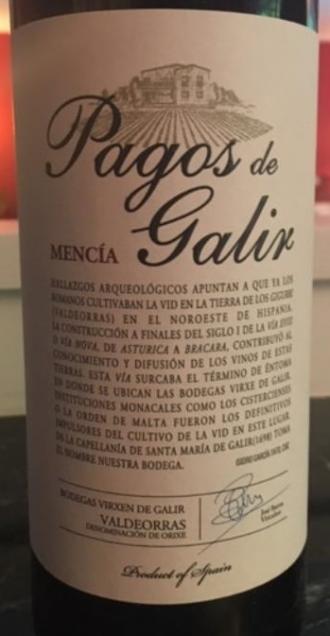 Pagos de
Galir
MENCÍA
HALLAZGOS ARQUEOLÓGICOS APUNTAN A QUE YA LOS
ROMANOS CULTIVABAN LA VID EN LA TIERRA DE LOS GIGURRI
(VALDEORRAS) EN EL NOROESTE DE HISPANIA.
LA CONSTRUCCIÓN A FINALES DEL SIGLO I DE LA VÍA XVIII
O VÍA NOVA, DE ASTURICA A BRACARA, CONTRIBUYÓ AL
CONOCIMIENTO Y DIFUSIÓN DE LOS VINOS DE ESTAS
TIERRAS. ESTA VÍA SURCABA EL TÉRMINO DE ÉNTOMA
EN DONDE SE UBICAN LAS BODEGAS VIRXE DE GALIR.
INSTITUCIONES MONACALES COMO LOS CISTERCIENSES
O LA ORDEN DE MALTA FUERON LOS DEFINITIVOS
IMPULSORES DEL CULTIVO DE LA VID EN ESTE LUGAR.
DE LA CAPELLANÍA DE SANTA MARÍA DE GALIR(1698) TOMA
EL NOMBRE NUESTRA BODEGA.
BODEGAS VIRXEN DE GALIR
VALDEORRAS
DENOMINACIÓN DE ORIXE
José
Product of Spain